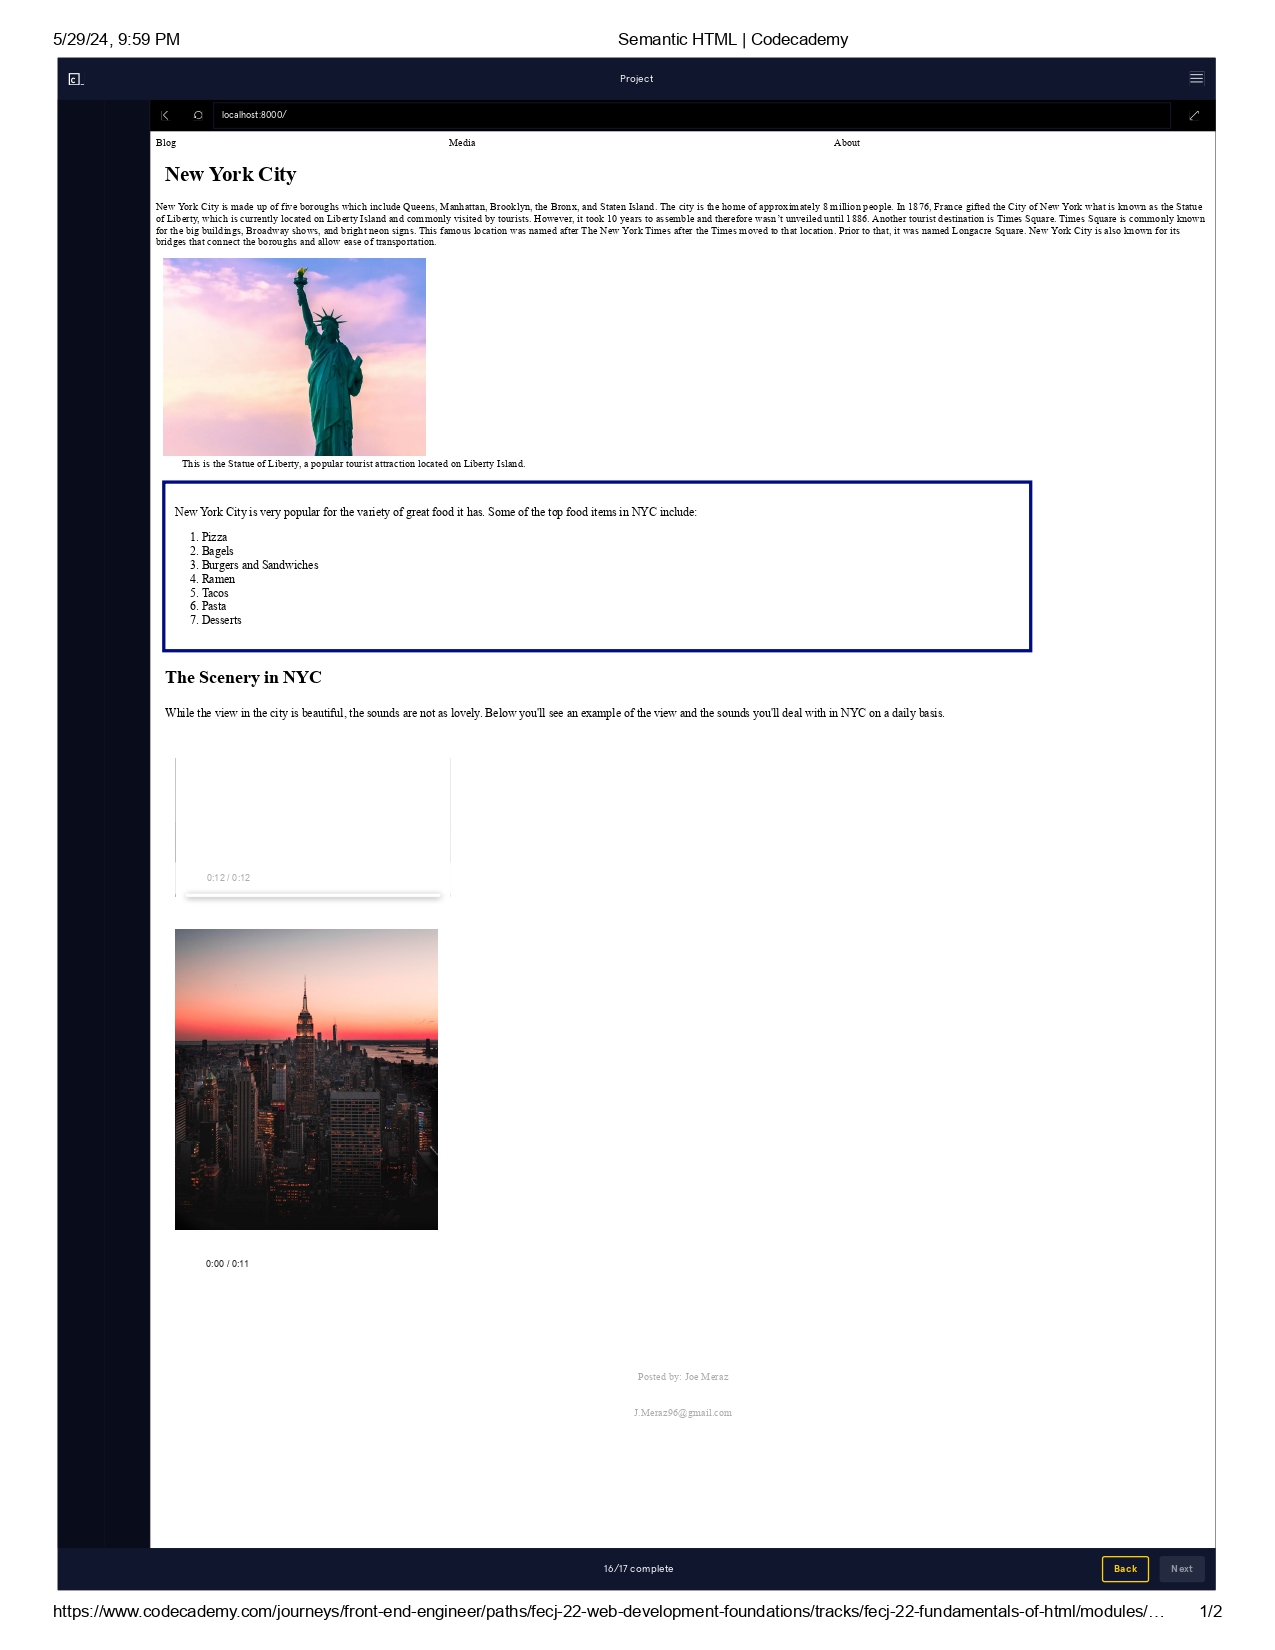 5/29/24, 9:59 PM
Semantic HTML | Codecademy
Project
localhost:8000/
Blog
Media
About
New York City
New York City is made up of five boroughs which include Queens, Manhattan, Brooklyn, the Bronx, and Staten Island. The city is the home of approximately 8 million people. In 1876, France gifted the City of New York what is known as the Statue
of Liberty, which is currently located on Liberty Island and commonly visited by tourists. However, it took 10 years to assemble and therefore wasn't unveiled until 1886. Another tourist destination is Times Square. Times Square is commonly known
for the big buildings, Broadway shows, and bright neon signs. This famous location was named after The New York Times after the Times moved to that location. Prior to that, it was named Longacre Square. New York City is also known for its
bridges that connect the boroughs and allow ease of transportation.
This is the Statue of Liberty, a popular tourist attraction located on Liberty Island.
New York City is very popular for the variety of great food it has. Some of the top food items in NYC include:
1. Pizza
2. Bagels
3. Burgers and Sandwiches
4. Ramen
5. Tacos
6. Pasta
7. Desserts
The Scenery in NYC
While the view in the city is beautiful, the sounds are not as lovely. Below you'll see an example of the view and the sounds you'll deal with in NYC on a daily basis.
0:12 / 0:12
0:00 / 0:11
Posted by: Joe Meraz
J.Meraz96@gmail.com
16/17 complete
Back
Next
https://www.codecademy.com/journeys/front-end-engineer/paths/fecj-22-web-development-foundations/tracks/fecj-22-fundamentals-of-html/modules/…
1/2